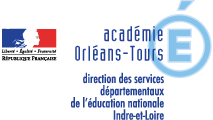 académie
Orléans-Tours
É
Liberté • Égalité • Fraternité
RÉPUBLIQUE FRANÇAISE
direction des services
départementaux
de l'éducation nationale
Indre-et-Loire